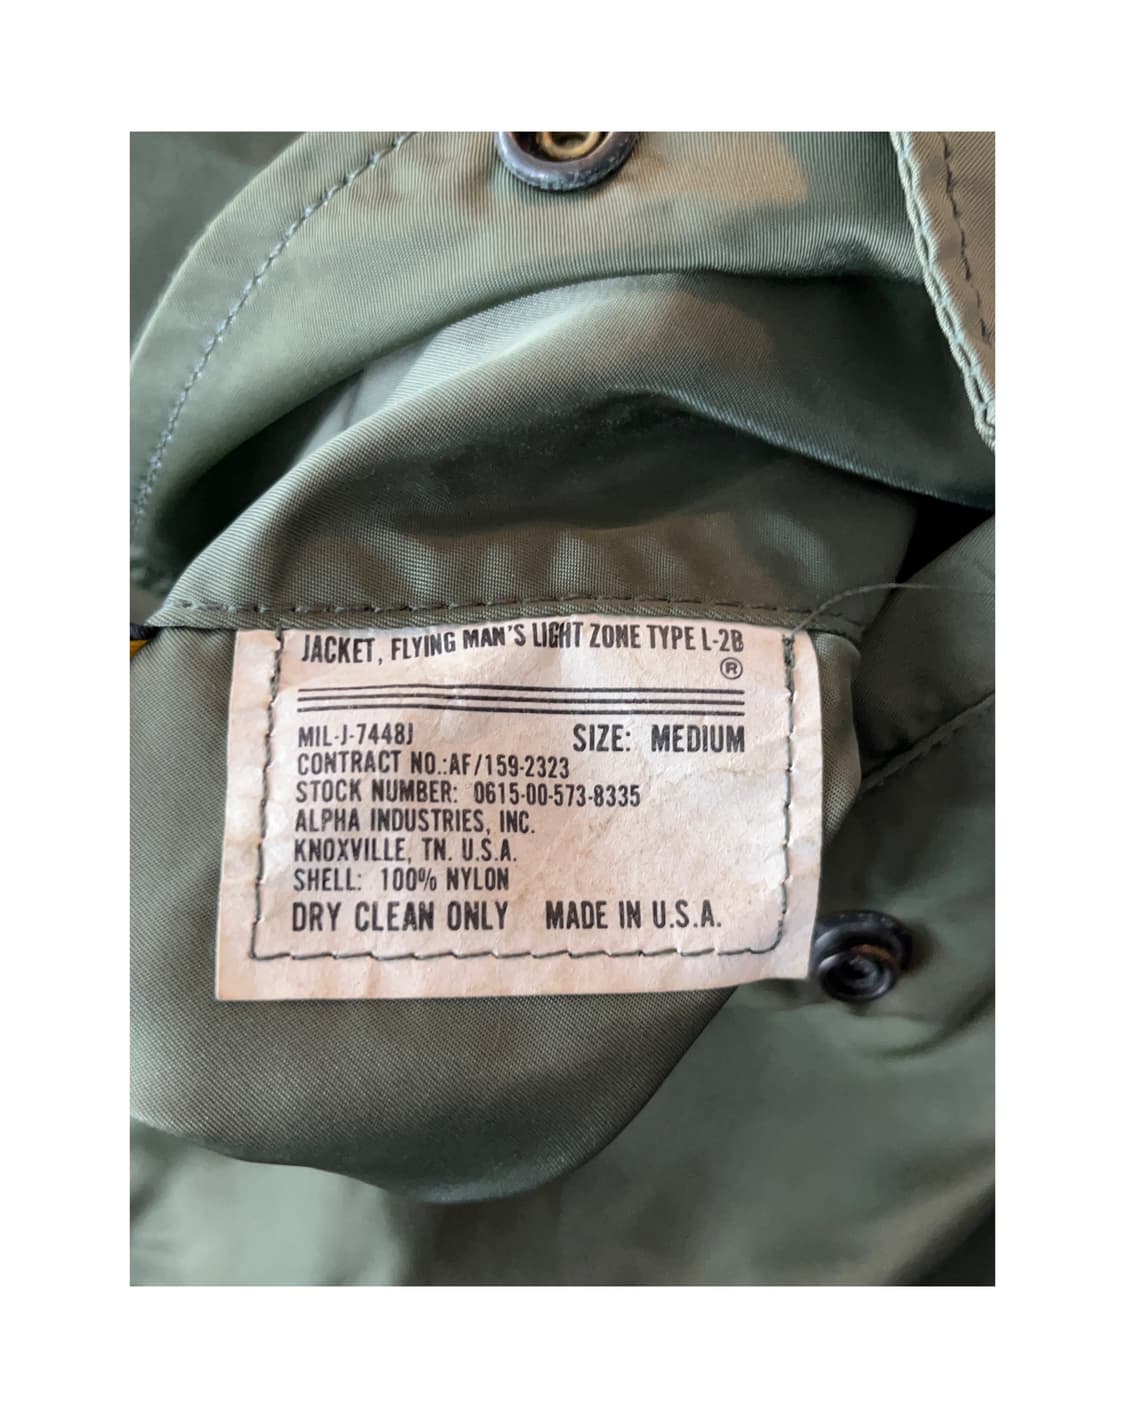 JACKET, FLYING MAN'S LIGHT ZONE TYPE L-2B
®
MIL-J-7448J SIZE: MEDIUM
CONTRACT NO.:AF/159-2323
STOCK NUMBER: 0615-00-573-8335
ALPHA INDUSTRIES, INC.
KNOXVILLE, TN. U.S.A.
SHELL: 100% NYLON
DRY CLEAN ONLY MADE IN U.S.A.